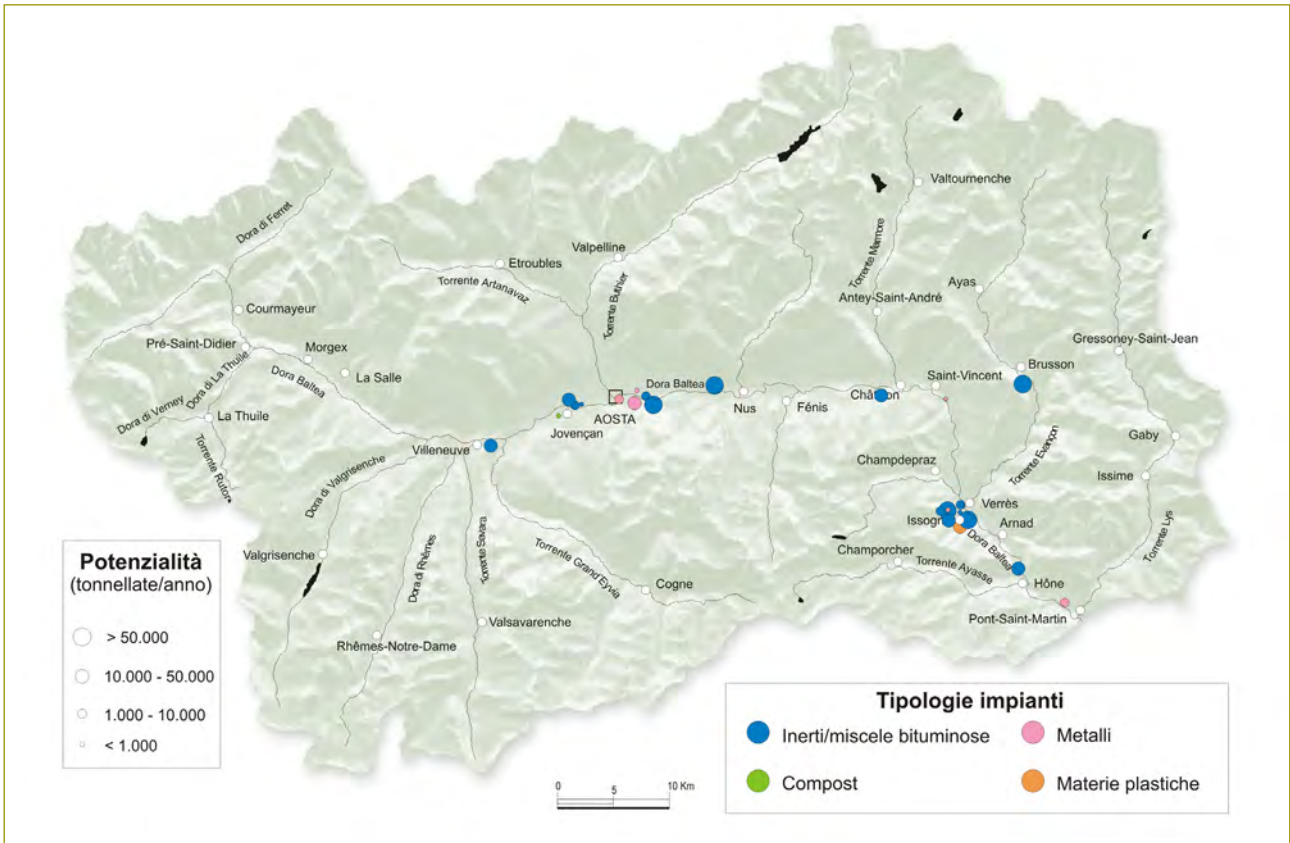 Dora di Ferret
Valtournenche
Valpelline
Etroubles
Torrente Artanavaz
Torrente Buthier
Torrente Marmore
Antey-Saint-André
Ayas
Courmayeur
Pré-Saint-Didier
Morgex
La Salle
Dora di La Thuile
Dora Baltea
Dora di Verney
La Thuile
Torrente Rutor
Gressoney-Saint-Jean
Brusson
Saint-Vincent
Dora Baltea
Nus
Fénis
AOSTA
Jovençan
Villeneuve
Gaby
Issime
Torrente Evançon
Torrente Lys
Champdepraz
Verrès
Arnad
Dora Baltea
Champorcher
Torrente Ayasse
Hône
Pont-Saint-Martin
Dora di Valgrisenche
Valgrisenche
Dora di Rhêmes
Torrente Savara
Torrente Grand'Eyvia
Cogne
Valsavarenche
Rhêmes-Notre-Dame
Potenzialità
(tonnellate/anno)
> 50.000
10.000 - 50.000
1.000 - 10.000
< 1.000
0 5 10 Km
Tipologie impianti
Inerti/miscele bituminose
Metalli
Compost
Materie plastiche